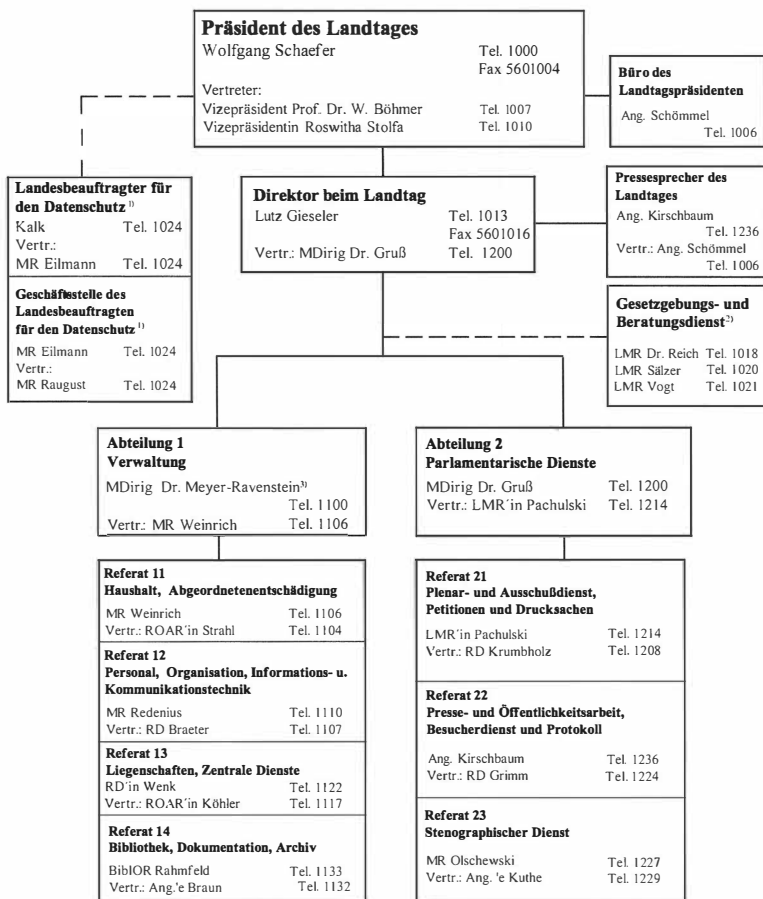 Präsident des Landtages
Wolfgang Schaefer Tel. 1000
Fax 5601004
Vertreter:
Vizepräsident Prof. Dr. W. Böhmer Tel. 1007
Vizepräsidentin Roswitha Stolfa Tel. 1010
Büro des
Landtagspräsidenten
Ang. Schömmel
Tel. 1006
Landesbeauftragter für
den Datenschutz 1)
Kalk Tel. 1024
Vertr.:
MR Eilmann Tel. 1024
Geschäftsstelle des
Landesbeauftragten
für den Datenschutz 1)
MR Eilmann Tel. 1024
Vertr.:
MR Raugust Tel. 1024
Direktor beim Landtag
Lutz Gieseler Tel. 1013
Fax 5601016
Vertr.: MDirig Dr. Gruß Tel. 1200
Pressesprecher des
Landtages
Ang. Kirschbaum
Tel. 1236
Vertr.: Ang. Schömmel
Tel. 1006
Gesetzgebungs- und
Beratungsdienst2)
LMR Dr. Reich Tel. 1018
LMR Sälzer Tel. 1020
LMR Vogt Tel. 1021
Abteilung 1
Verwaltung
MDirig Dr. Meyer-Ravenstein3)
Tel. 1100
Vertr.: MR Weinrich Tel. 1106
Abteilung 2
Parlamentarische Dienste
MDirig Dr. Gruß Tel. 1200
Vertr.: LMR´in Pachulski Tel. 1214
Referat 11
Haushalt, Abgeordnetenentschädigung
MR Weinrich Tel. 1106
Vertr.: ROAR´in Strahl Tel. 1104
Referat 12
Personal, Organisation, Informations- u.
Kommunikationstechnik
MR Redenius Tel. 1110
Vertr.: RD Braeter Tel. 1107
Referat 13
Liegenschaften, Zentrale Dienste
RD´in Wenk Tel. 1122
Vertr.: ROAR´in Köhler Tel. 1117
Referat 14
Bibliothek, Dokumentation, Archiv
BiblOR Rahmfeld Tel. 1133
Vertr.: Ang.'e Braun Tel. 1132
Referat 21
Plenar- und Ausschußdienst,
Petitionen und Drucksachen
LMR´in Pachulski Tel. 1214
Vertr.: RD Krumbholz Tel. 1208
Referat 22
Presse- und Öffentlichkeitsarbeit,
Besucherdienst und Protokoll
Ang. Kirschbaum Tel. 1236
Vertr.: RD Grimm Tel. 1224
Referat 23
Stenographischer Dienst
MR Olschewski Tel. 1227
Vertr.: Ang. 'e Kuthe Tel. 1229